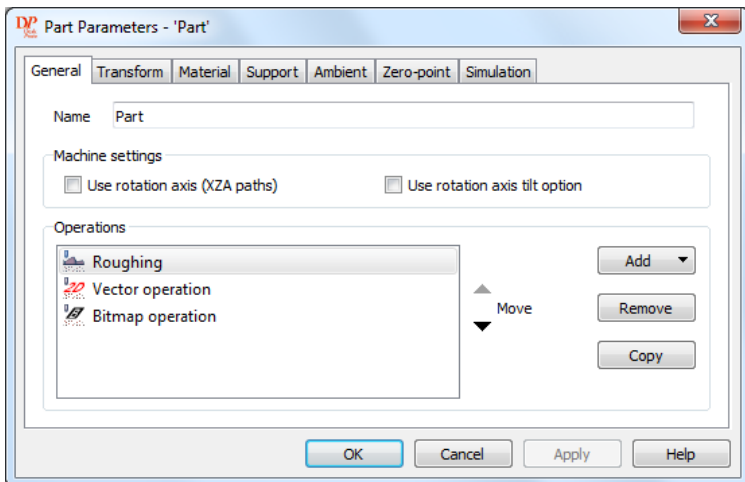 Part Parameters - 'Part'
General Transform Material Support Ambient Zero-point Simulation
Name Part
Machine settings
Use rotation axis (XZA paths) Use rotation axis tilt option
Operations
Roughing
Vector operation
Bitmap operation
Move
Add
Remove
Copy
OK Cancel Apply Help